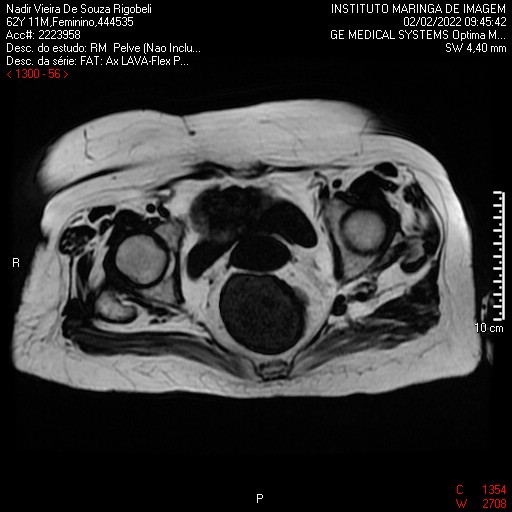 Nadir Vieira De Souza Rigobeli
62Y 11M,Feminino,444535
Acc#: 2223958
Desc. do estudo: RM Pelve (Nao Inclu...
Desc. da série: FAT: Ax LAVA-Flex P...
< 1300 - 56 >
INSTITUTO MARINGA DE IMAGEM
02/02/2022 09:45:42
GE MEDICAL SYSTEMS Optima M...
SW 4,40 mm
R
10 cm
P
C 1354
W 2708